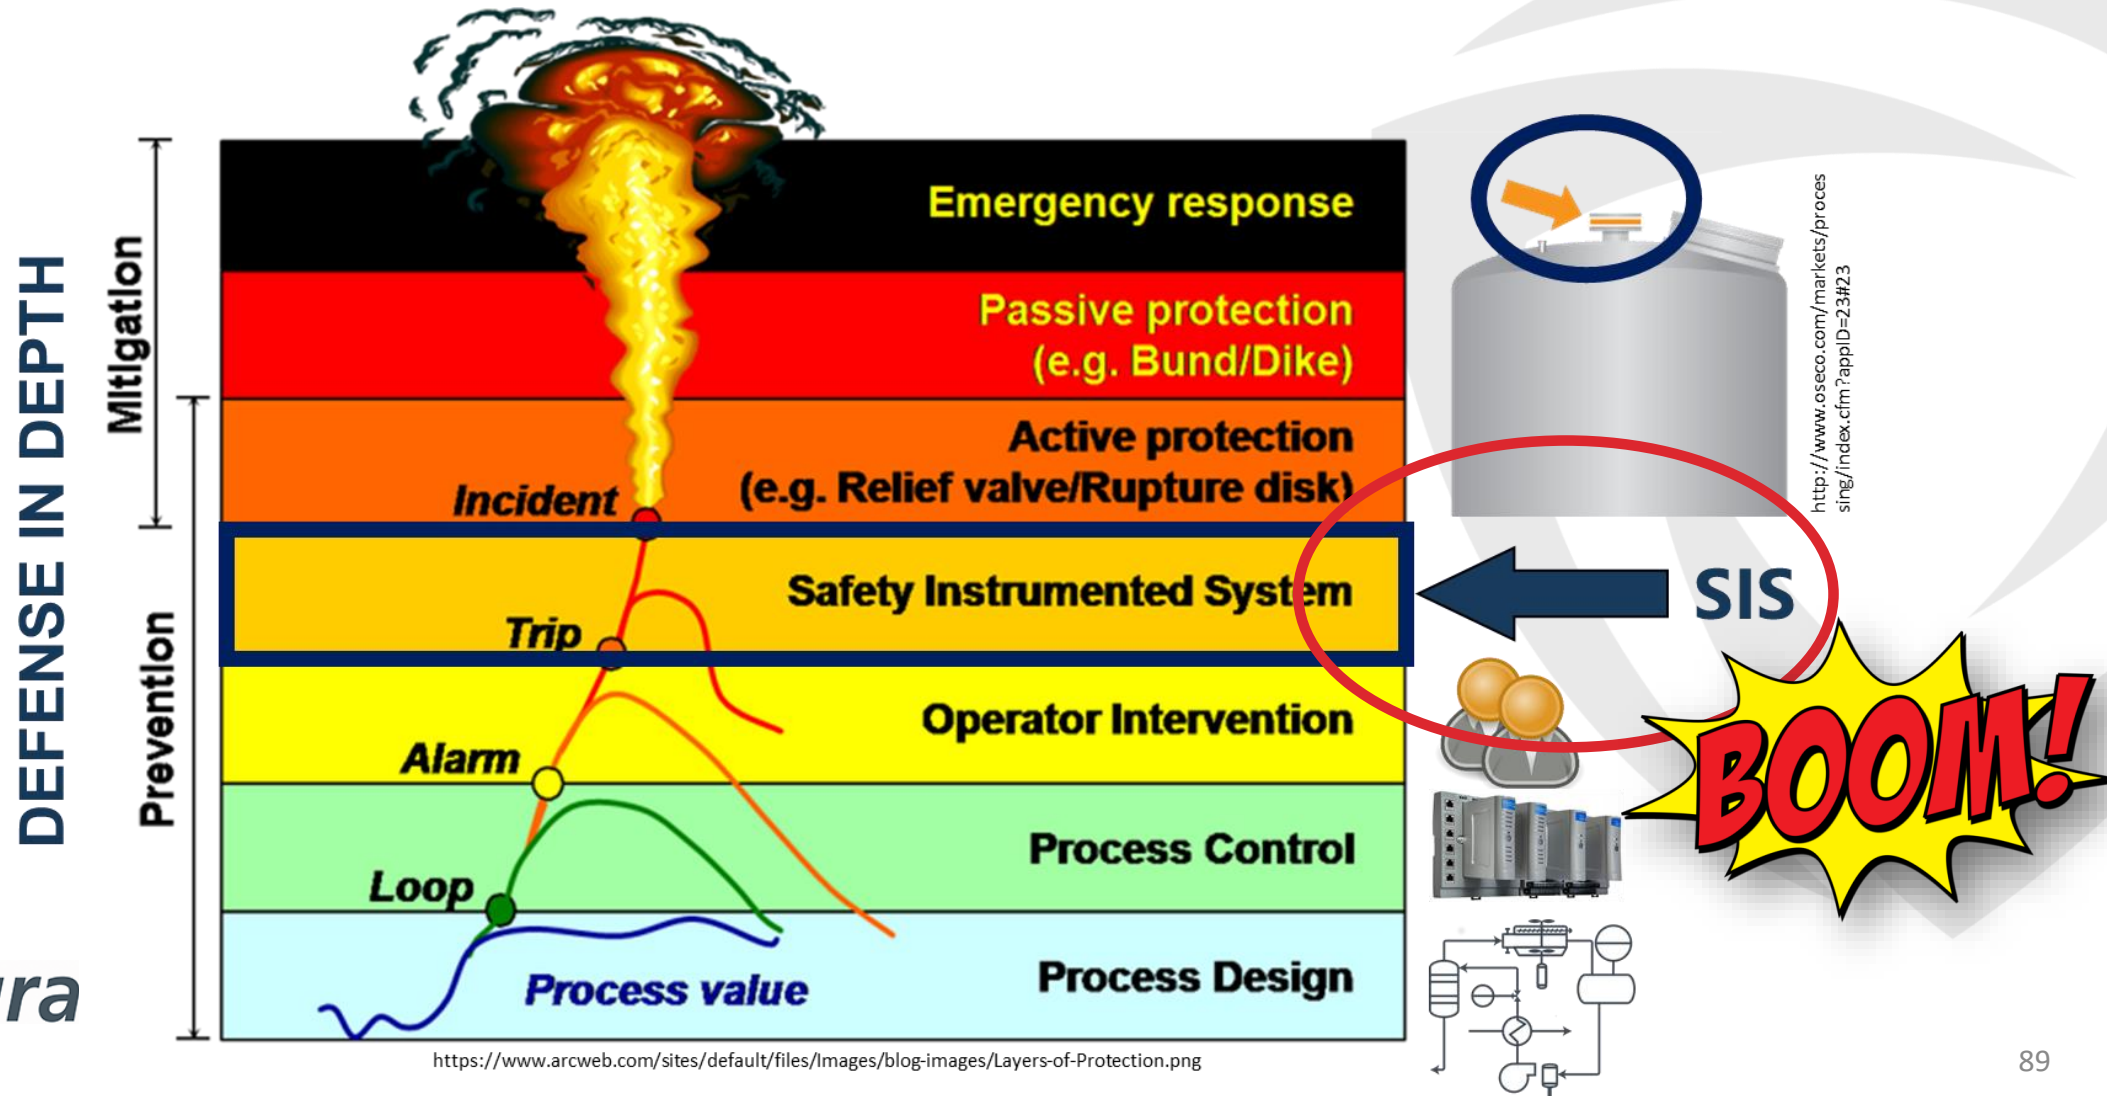 DEFENSE IN DEPTH
Mitigation
Prevention
Emergency response
Passive protection
(e.g. Bund/Dike)
Active protection
(e.g. Relief valve/Rupture disk)
Incident
Safety Instrumented System
Trip
Operator Intervention
Alarm
Process Control
Loop
Process Design
Process value
SIS
BOOM!
http://www.oseco.com/markets/proces
sing/index.cfm?appID=23#23
https://www.arcweb.com/sites/default/files/Images/blog-images/Layers-of-Protection.png
ura
89